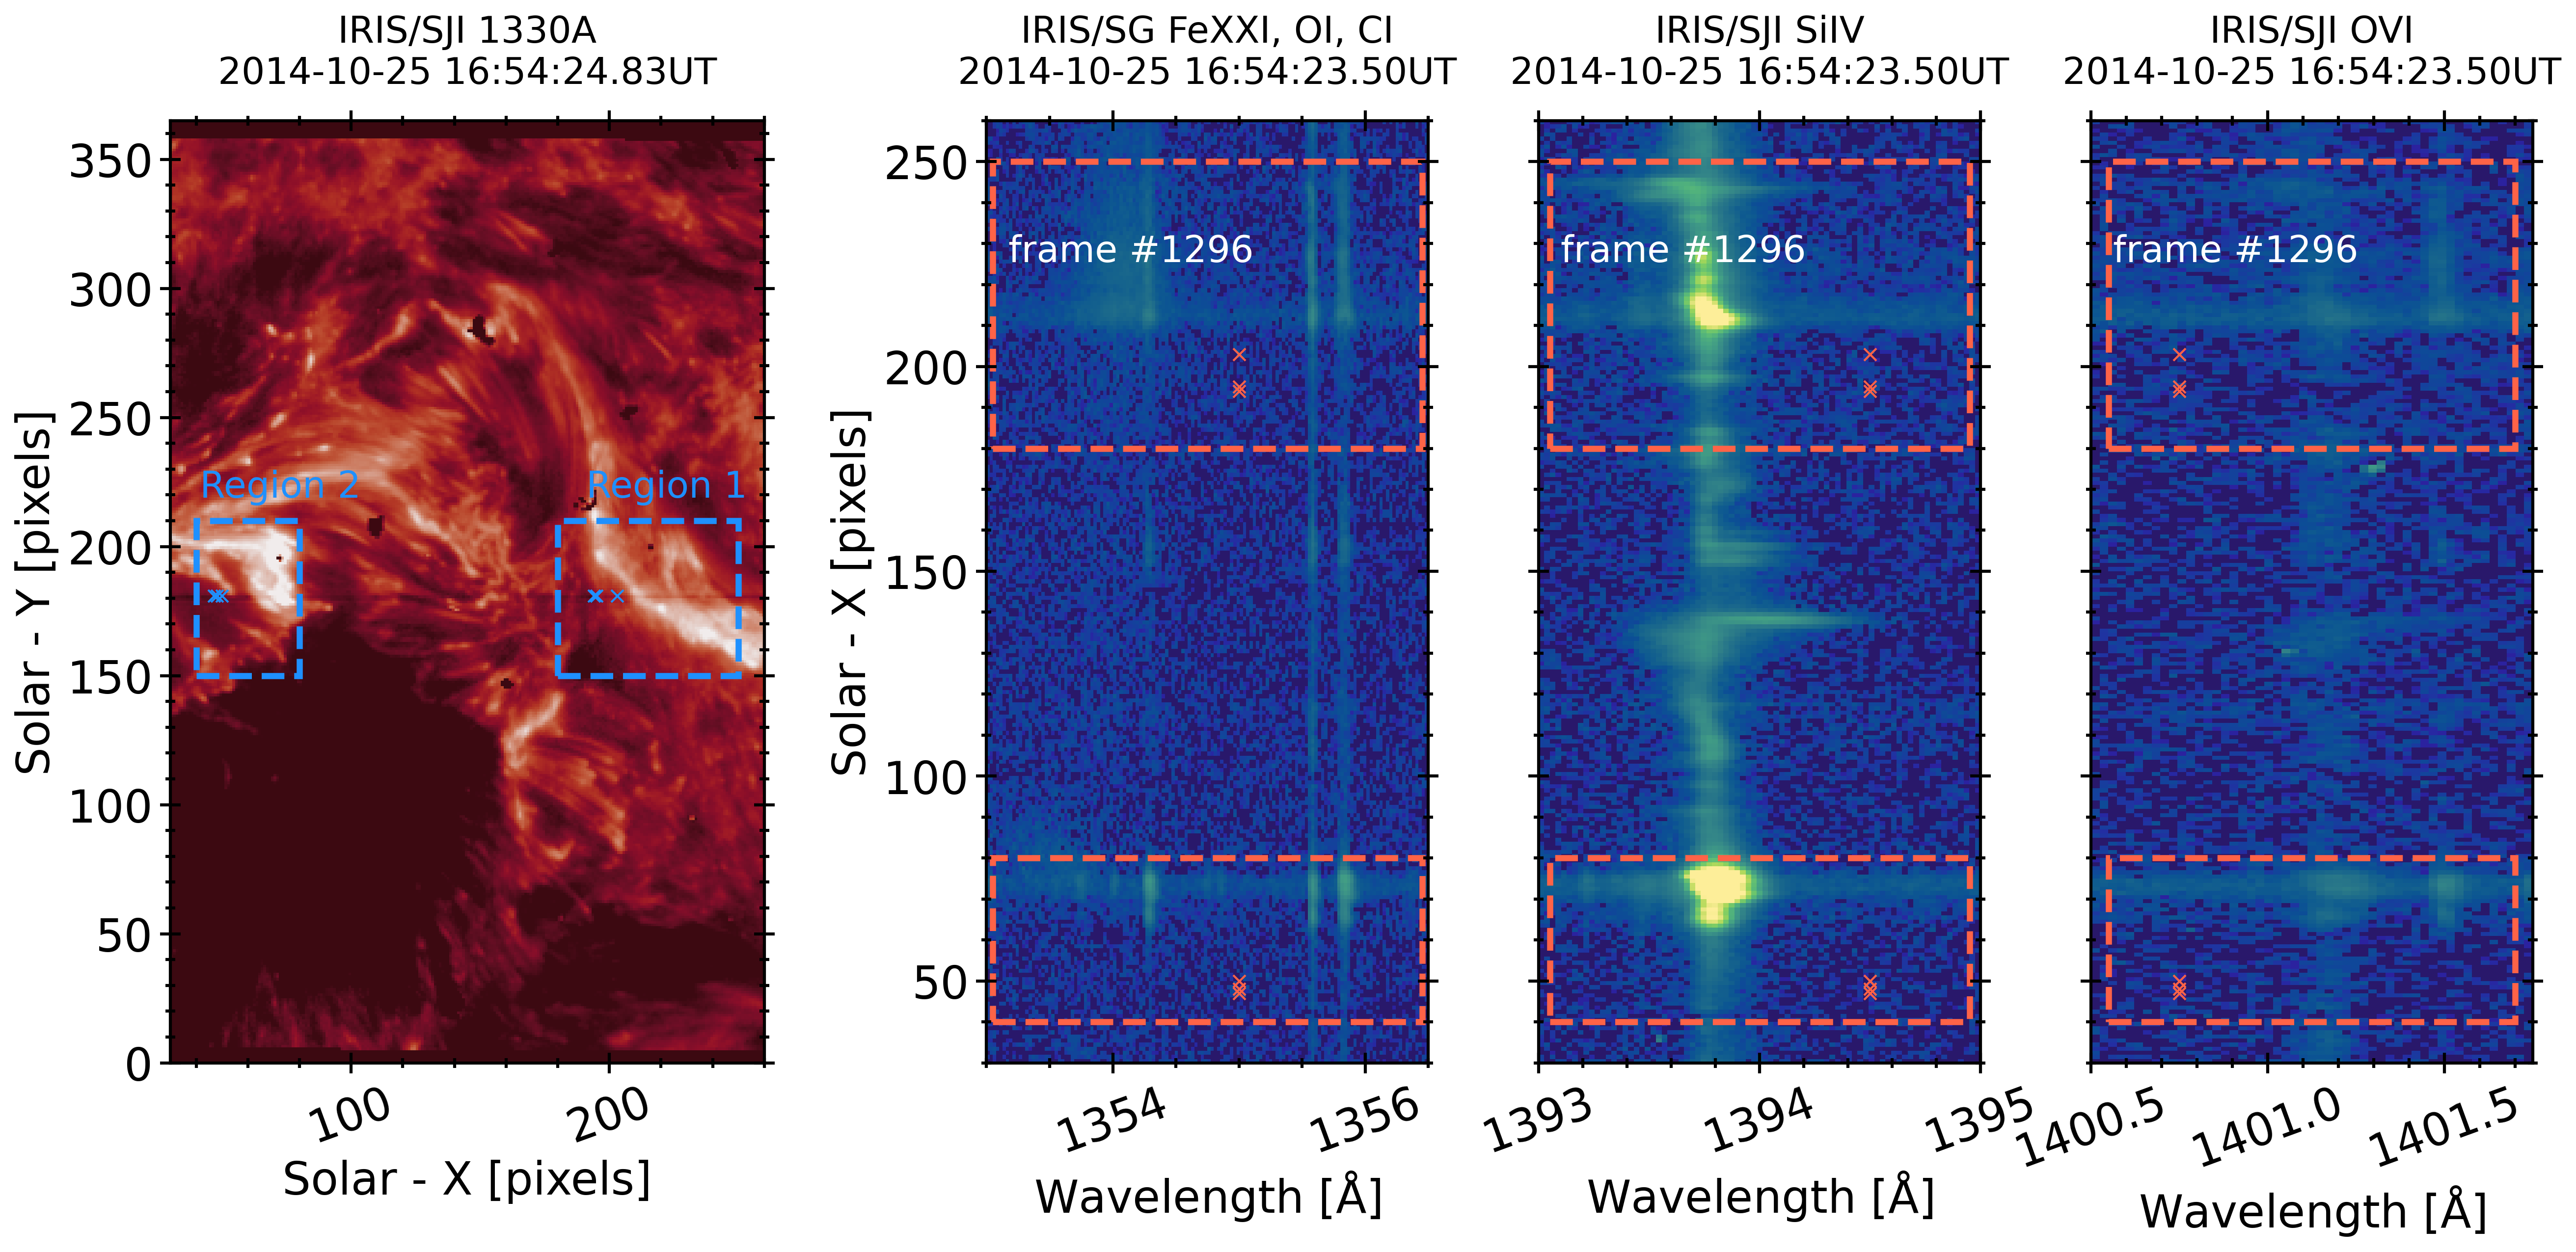 IRIS/SJI 1330A
2014-10-25 16:54:24.83UT
350
300
250
200
150
100
50
0
Solar - Y [pixels]
Region 2
Region 1
100
200
Solar - X [pixels]
IRIS/SG FeXXI, OI, CI
2014-10-25 16:54:23.50UT
250
200
150
100
50
Solar - X [pixels]
frame #1296
1354
1356
Wavelength [Å]
IRIS/SJI SiIV
2014-10-25 16:54:23.50UT
frame #1296
1393
1394
1395
Wavelength [Å]
IRIS/SJI OVI
2014-10-25 16:54:23.50UT
frame #1296
1400.5
1401.0
1401.5
Wavelength [Å]